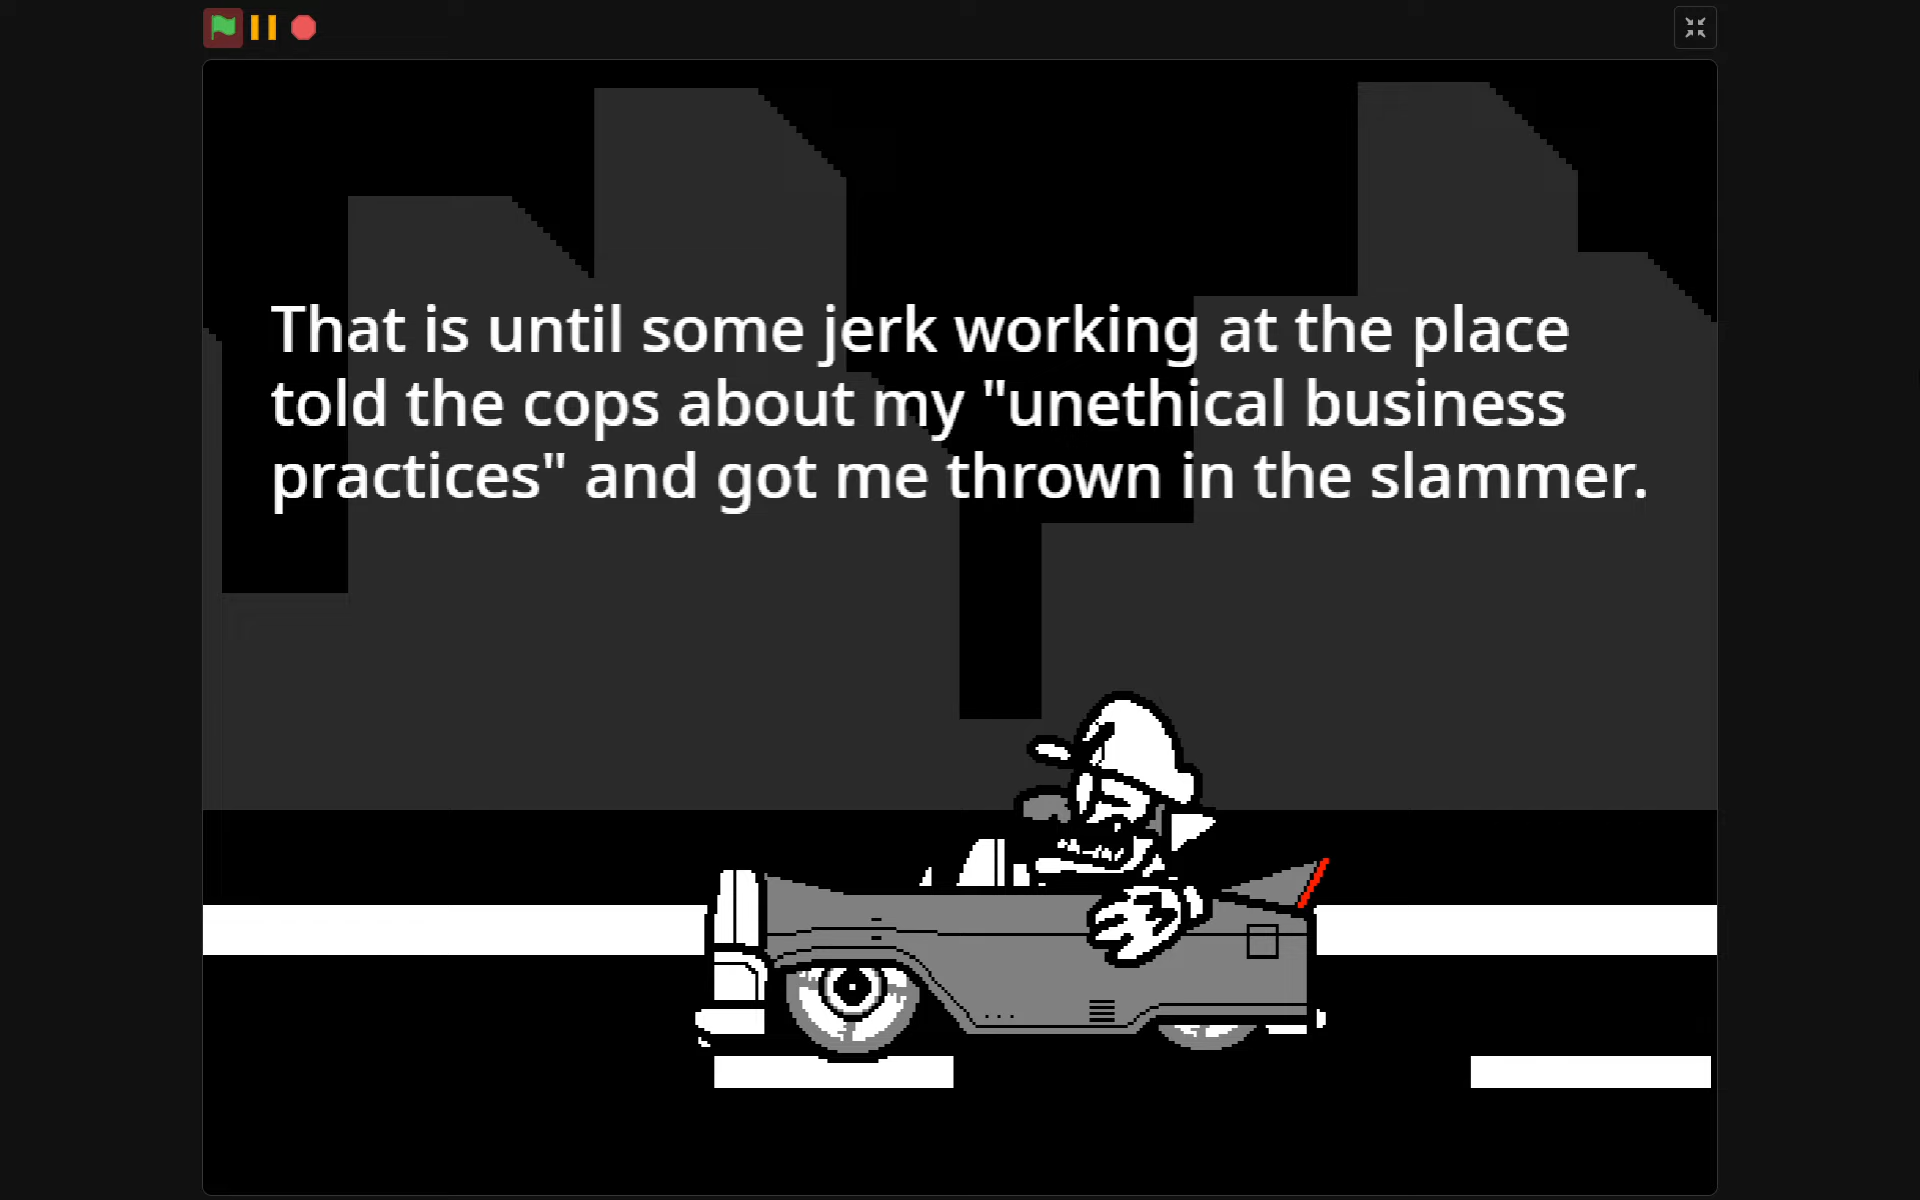 That is until some jerk working at the place
told the cops about my "unethical business
practices" and got me thrown in the slammer.